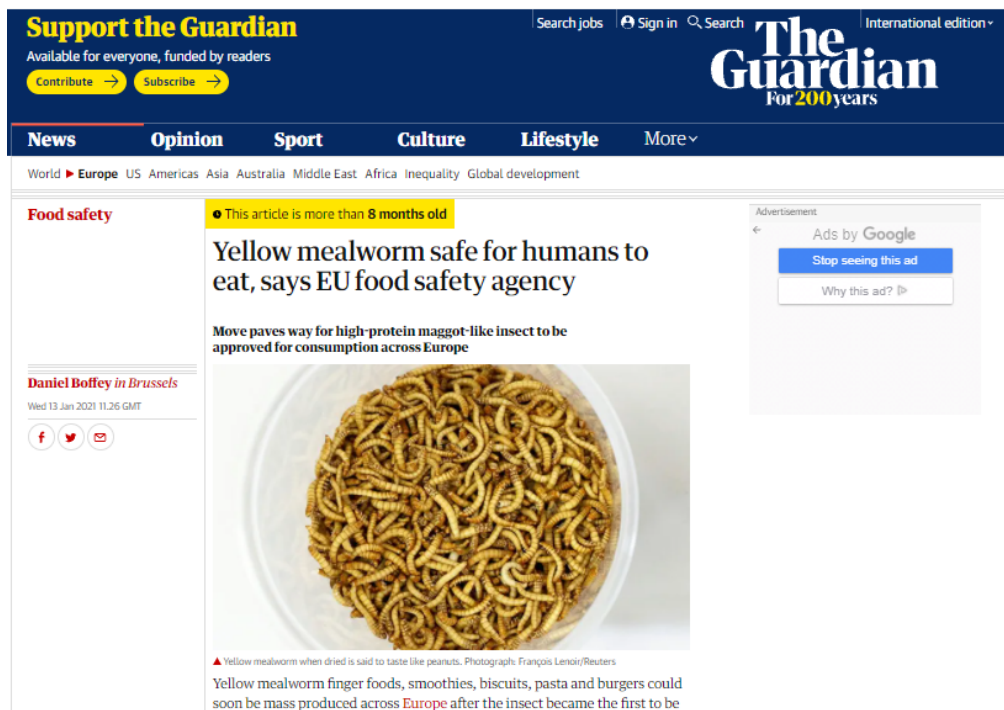 Support the Guardian
Available for everyone, funded by readers
Contribute →
Subscribe →
Search jobs
Sign in
Search
International edition
The
Guardian
For 200 years
News
Opinion
Sport
Culture
Lifestyle
More
World
Europe
US
Americas
Asia
Australia
Middle East
Africa
Inequality
Global development
Food safety
This article is more than 8 months old
Yellow mealworm safe for humans to
eat, says EU food safety agency
Move paves way for high-protein maggot-like insect to be
approved for consumption across Europe
Daniel Boffey in Brussels
Wed 13 Jan 2021 11.26 GMT
Yellow mealworm when dried is said to taste like peanuts. Photograph: François Lenoir/Reuters
Yellow mealworm finger foods, smoothies, biscuits, pasta and burgers could
soon be mass produced across Europe after the insect became the first to be
Advertisement
Ads by Google
Stop seeing this ad
Why this ad?